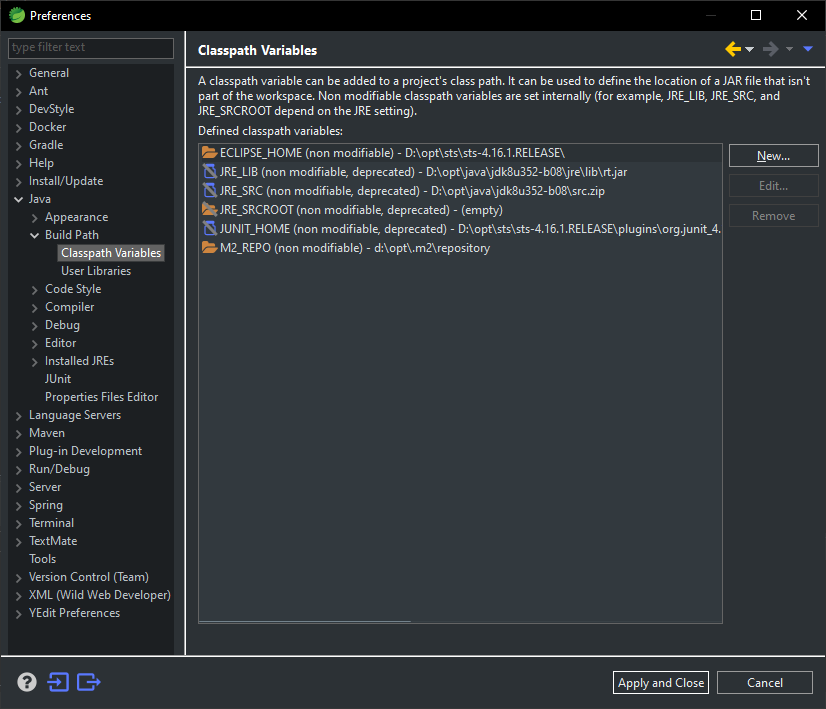 Preferences
type filter text
General
Ant
DevStyle
Docker
Gradle
Help
Install/Update
Java
Appearance
Build Path
Classpath Variables
User Libraries
Code Style
Compiler
Debug
Editor
Installed JREs
JUnit
Properties Files Editor
Language Servers
Maven
Plug-in Development
Run/Debug
Server
Spring
Terminal
TextMate
Tools
Version Control (Team)
XML (Wild Web Developer)
YEdit Preferences
Classpath Variables
A classpath variable can be added to a project's class path. It can be used to define the location of a JAR file that isn't
part of the workspace. Non modifiable classpath variables are set internally (for example, JRE_LIB, JRE_SRC, and
JRE_SRCROOT depend on the JRE setting).
Defined classpath variables:
ECLIPSE_HOME (non modifiable) - D:\opt\sts\sts-4.16.1.RELEASE\
JRE_LIB (non modifiable, deprecated) - D:\opt\java\jdk8u352-b08\jre\lib\rt.jar
JRE_SRC (non modifiable, deprecated) - D:\opt\java\jdk8u352-b08\src.zip
JRE_SRCROOT (non modifiable, deprecated) - (empty)
JUNIT_HOME (non modifiable, deprecated) - D:\opt\sts\sts-4.16.1.RELEASE\plugins\org.junit_4.
M2_REPO (non modifiable) - d:\opt\.m2\repository
New...
Edit...
Remove
Apply and Close
Cancel